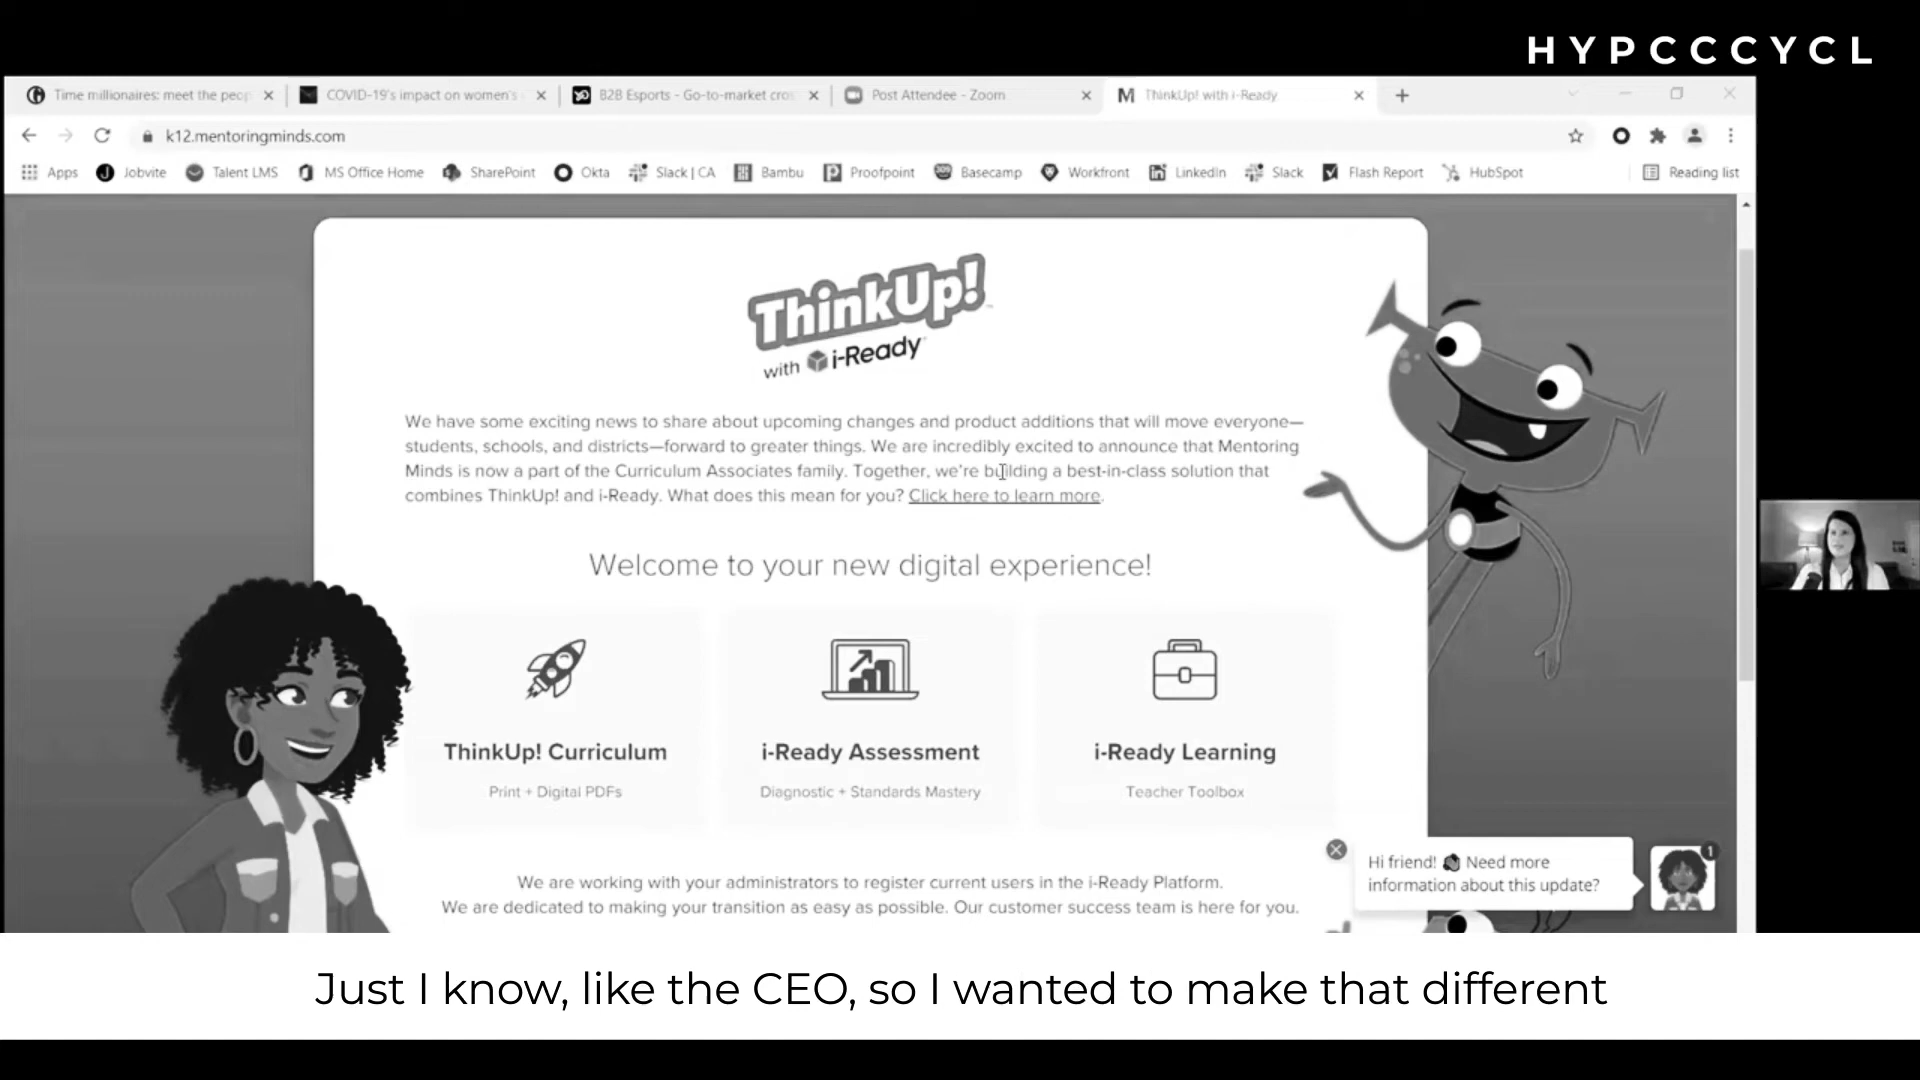 HYPCCCYCL
Time millionaires: meet the peop
COVID-19's impact on women's
B2B Esports - Go-to-market cros
Post Attendee - Zoom
ThinkUp! with i-Ready
k12.mentoringminds.com
Apps
Jobvite
Talent LMS
MS Office Home
SharePoint
Okta
Slack | CA
Bambu
Proofpoint
Basecamp
Workfront
LinkedIn
Slack
Flash Report
HubSpot
Reading list
ThinkUp!
with i-Ready
We have some exciting news to share about upcoming changes and product additions that will move everyone—
students, schools, and districts—forward to greater things. We are incredibly excited to announce that Mentoring
Minds is now a part of the Curriculum Associates family. Together, we're building a best-in-class solution that
combines ThinkUp! and i-Ready. What does this mean for you? Click here to learn more.
Welcome to your new digital experience!
ThinkUp! Curriculum
Print + Digital PDFs
i-Ready Assessment
Diagnostic + Standards Mastery
i-Ready Learning
Teacher Toolbox
We are working with your administrators to register current users in the i-Ready Platform.
We are dedicated to making your transition as easy as possible. Our customer success team is here for you.
Hi friend! Need more
information about this update?
1
Just I know, like the CEO, so I wanted to make that different